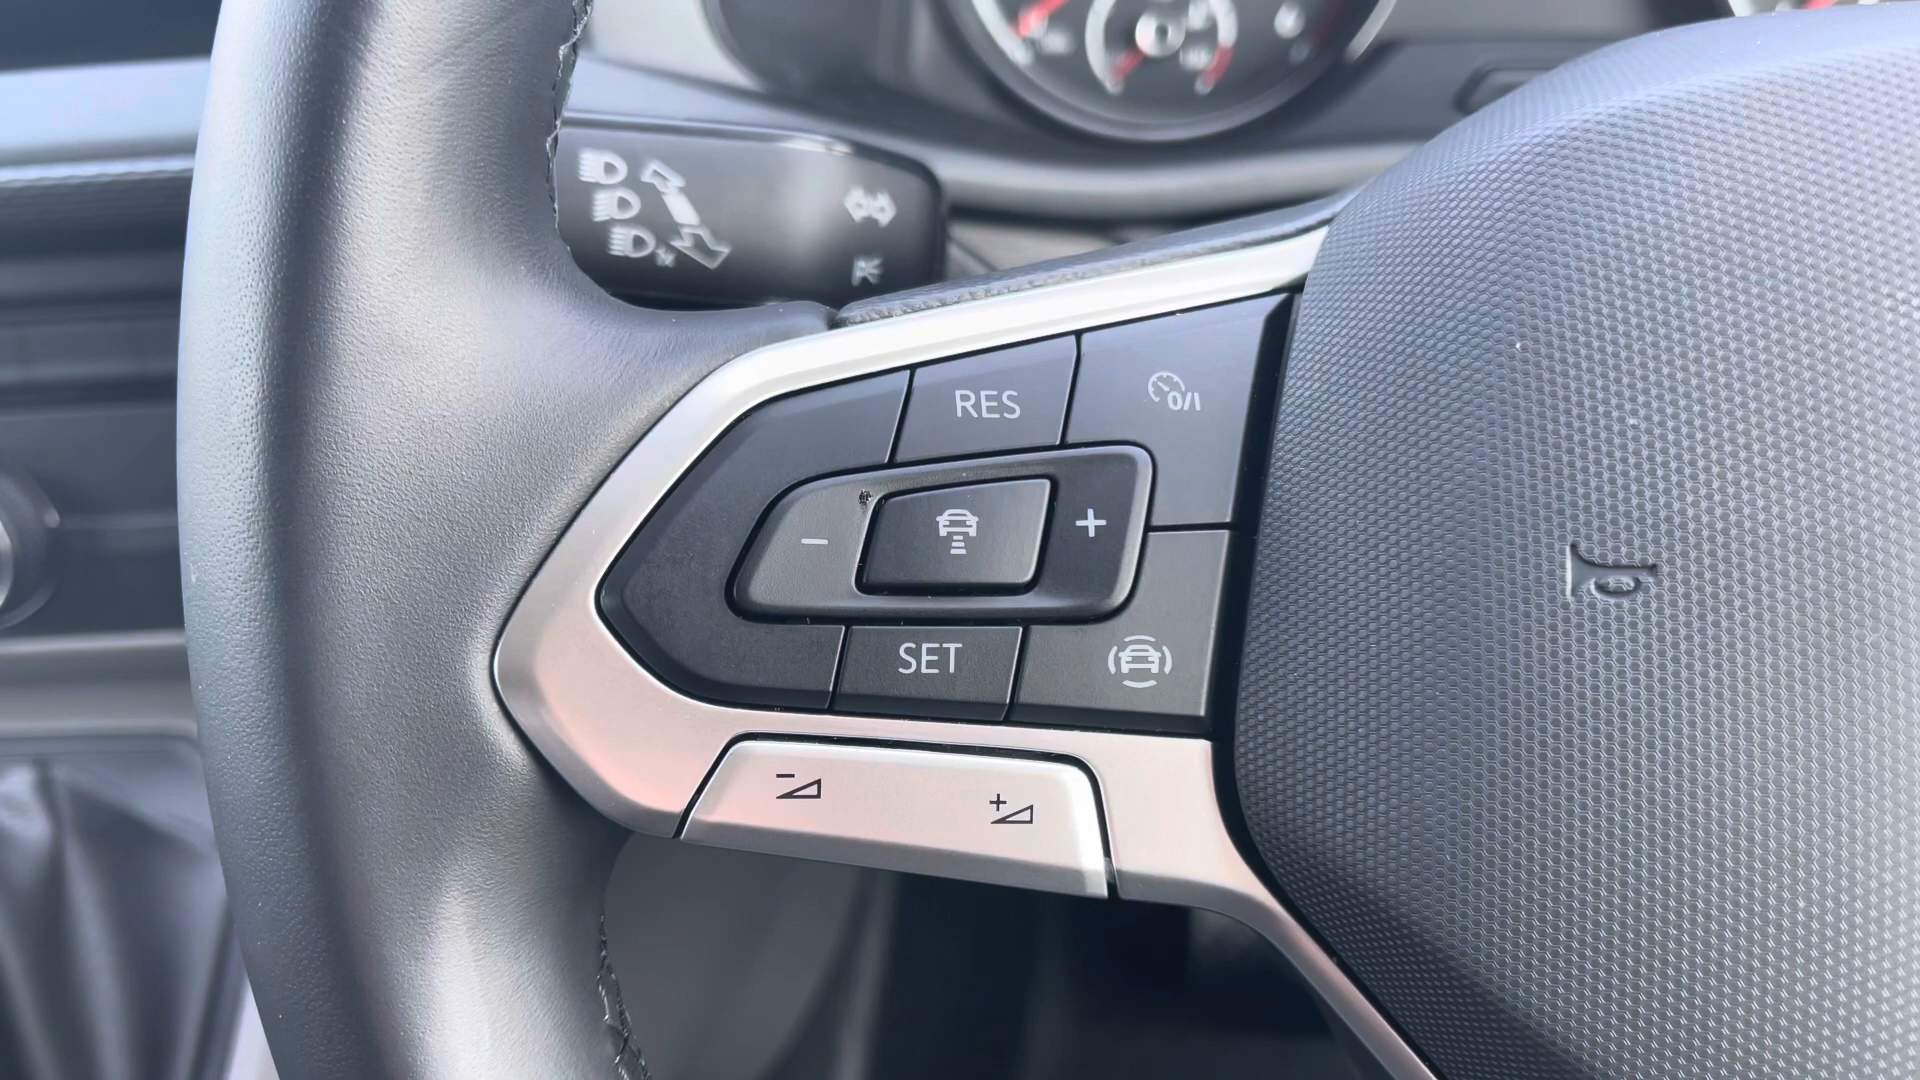 RES
0/I
- +
SET
- +